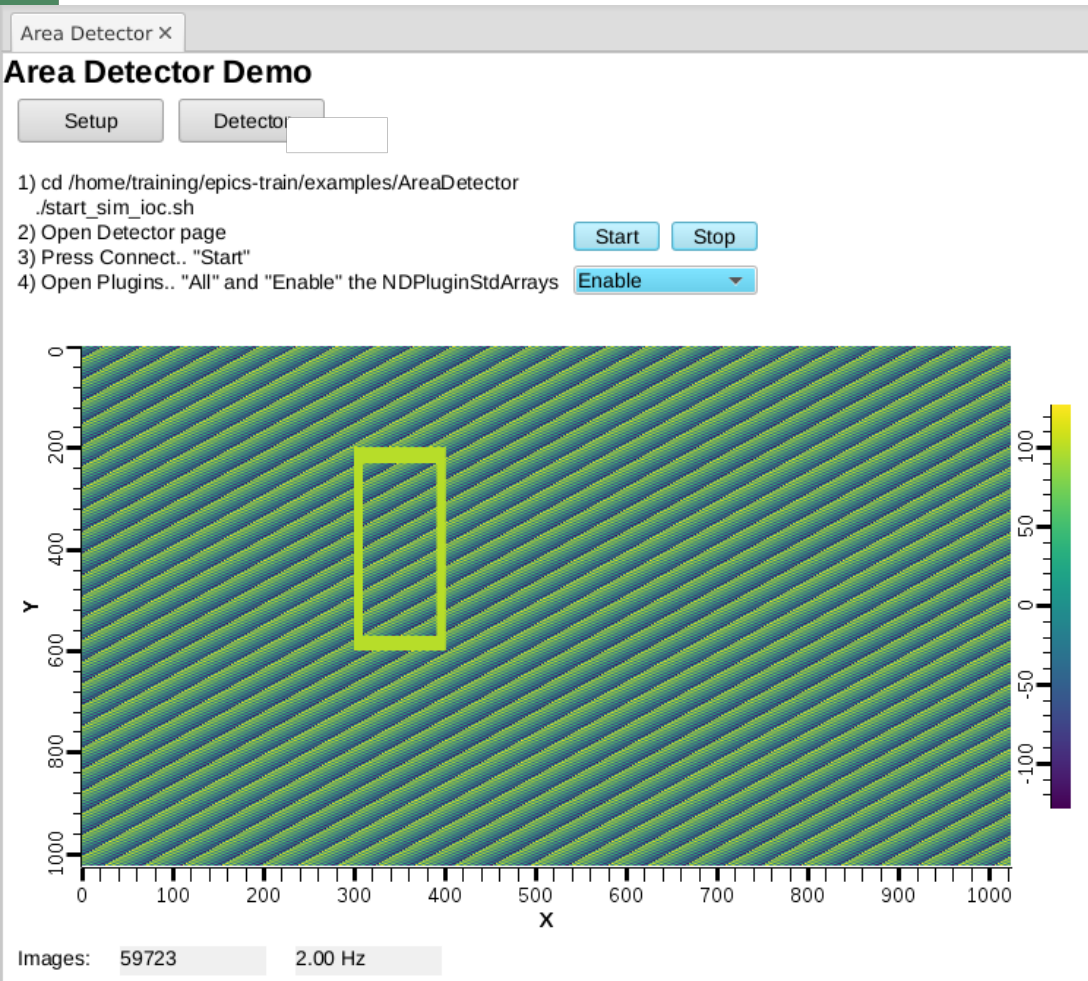 Area Detector ✕
Area Detector Demo
Setup Detector
1) cd /home/training/epics-train/examples/AreaDetector
./start_sim_ioc.sh
2) Open Detector page
3) Press Connect.. "Start"
Start Stop
4) Open Plugins.. "All" and "Enable" the NDPluginStdArrays
Enable
0
200
400
600
800
1000
Y
0 100 200 300 400 500 600 700 800 900 1000
X
100
50
0
-50
-100
Images: 59723 2.00 Hz